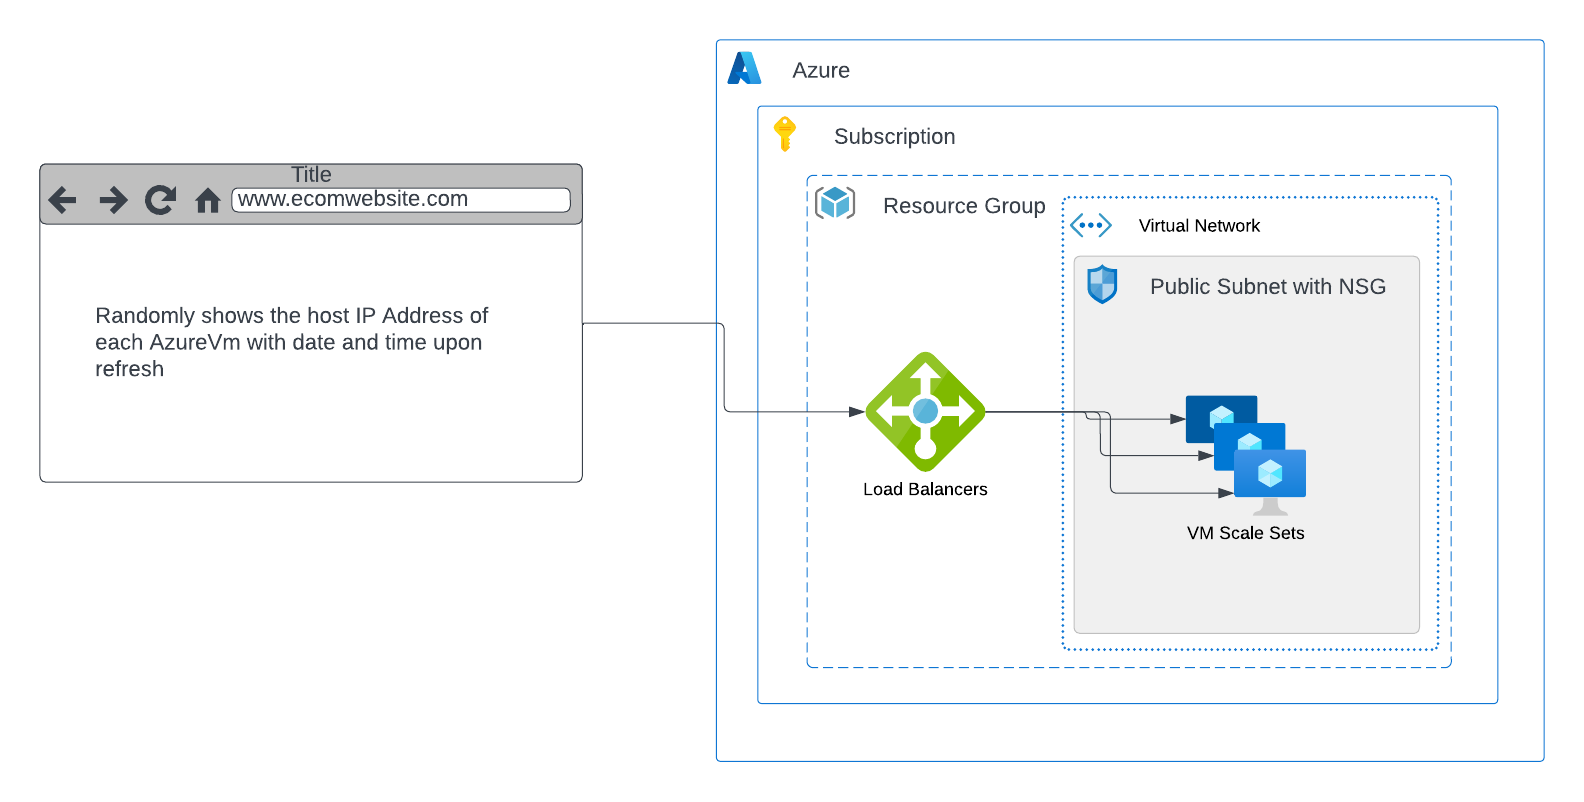 Azure
Subscription
Title
www.ecomwebsite.com
Resource Group
Virtual Network
Public Subnet with NSG
Randomly shows the host IP Address of
each AzureVm with date and time upon
refresh
Load Balancers
VM Scale Sets